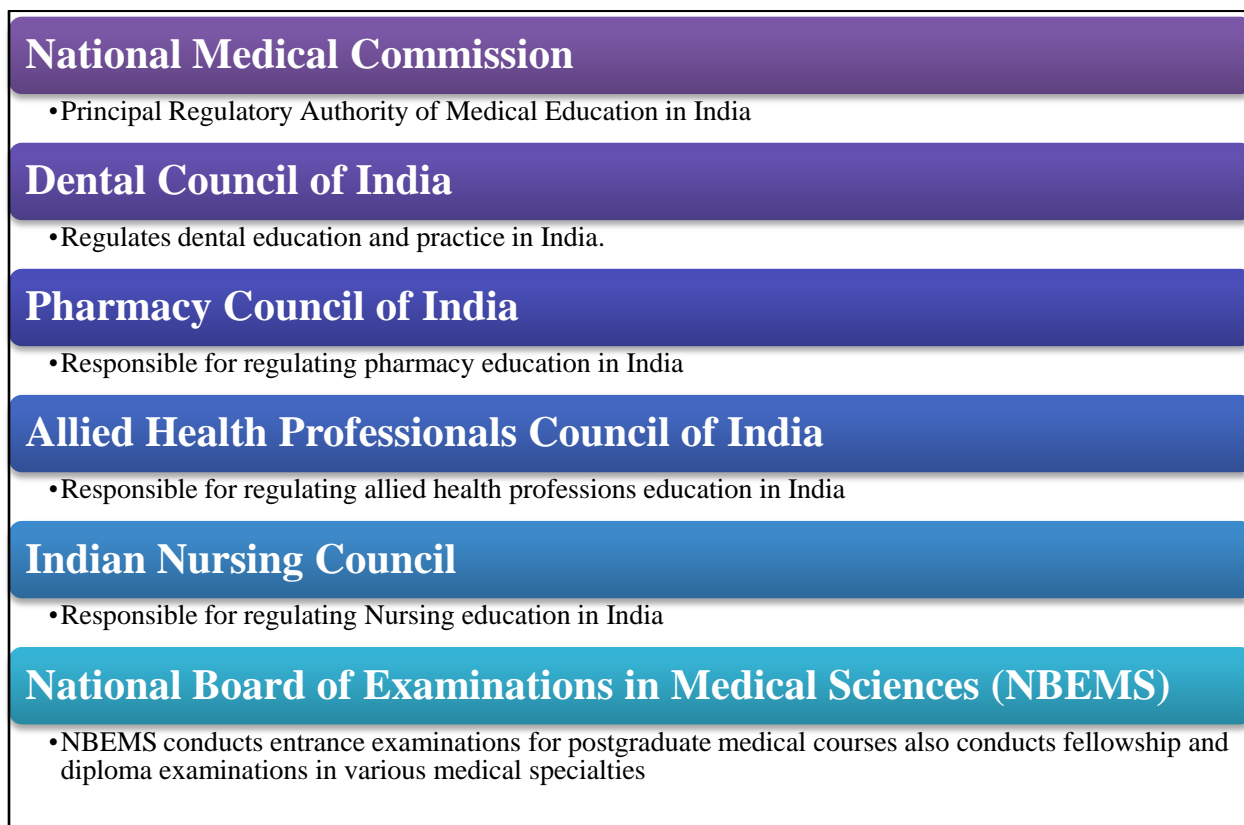 National Medical Commission
•Principal Regulatory Authority of Medical Education in India
Dental Council of India
•Regulates dental education and practice in India.
Pharmacy Council of India
•Responsible for regulating pharmacy education in India
Allied Health Professionals Council of India
•Responsible for regulating allied health professions education in India
Indian Nursing Council
•Responsible for regulating Nursing education in India
National Board of Examinations in Medical Sciences (NBEMS)
•NBEMS conducts entrance examinations for postgraduate medical courses also conducts fellowship and
diploma examinations in various medical specialties